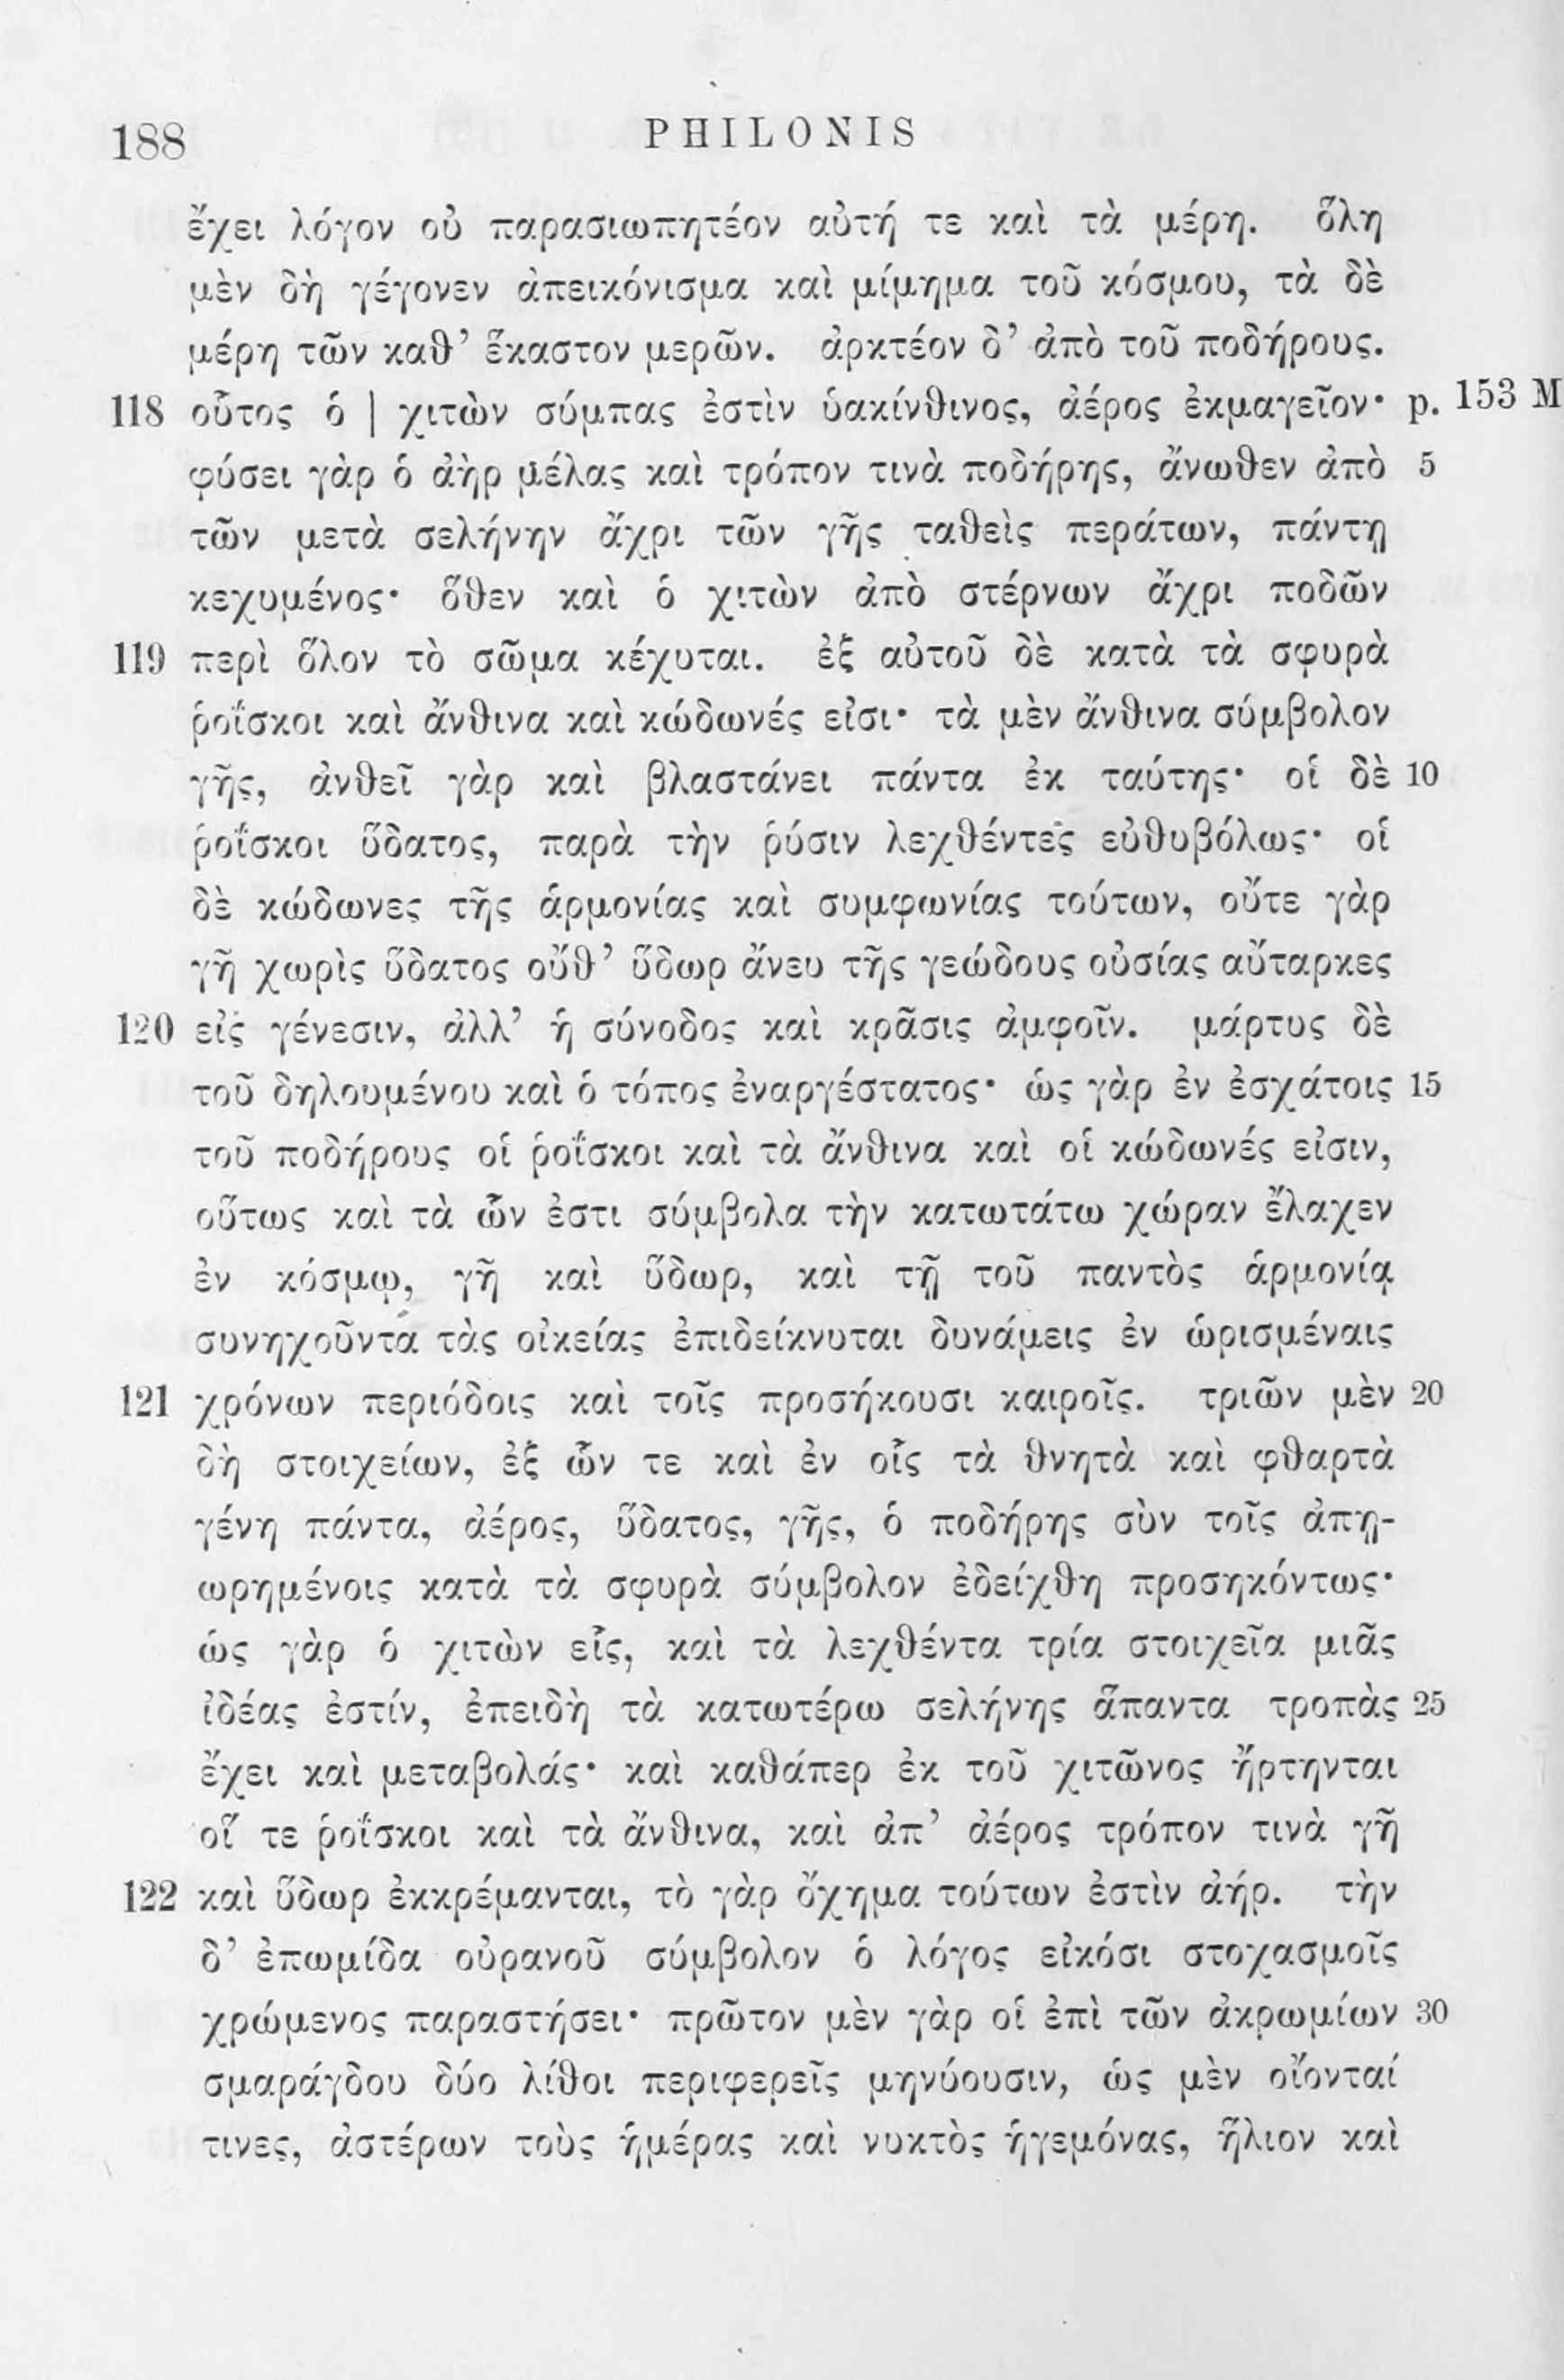 188 PHILONIS
ἔχει λόγον οὐ παρασιωπητέον αὐτή τε καὶ τὰ μέρη. ὅλη
μὲν δὴ γέγονεν ἀπεικόνισμα καὶ μίμημα τοῦ κόσμου, τὰ δὲ
μέρη τῶν καθ’ ἕκαστον μερῶν. ἀρκτέον δ’ ἀπὸ τοῦ ποδήρους.
118 οὗτος ὁ | χιτὼν σύμπας ἐστὶν ὑακίνθινος, ἀέρος ἐκμαγεῖον· p. 153 M
φύσει γὰρ ὁ ἀὴρ μέλας καὶ τρόπον τινὰ ποδήρης, ἄνωθεν ἀπὸ 5
τῶν μετὰ σελήνην ἄχρι τῶν γῆς ταθεὶς περάτων, πάντῃ
κεχυμένος· ὅθεν καὶ ὁ χιτὼν ἀπὸ στέρνων ἄχρι ποδῶν
119 περὶ ὅλον τὸ σῶμα κέχυται. ἐξ αὐτοῦ δὲ κατὰ τὰ σφυρὰ
ῥοΐσκοι καὶ ἄνθινα καὶ κώδωνές εἰσι· τὰ μὲν ἄνθινα σύμβολον
γῆς, ἀνθεῖ γὰρ καὶ βλαστάνει πάντα ἐκ ταύτης· οἱ δὲ 10
ῥοΐσκοι ὕδατος, παρὰ τὴν ῥύσιν λεχθέντες εὐθυβόλως· οἱ
δὲ κώδωνες τῆς ἁρμονίας καὶ συμφωνίας τούτων, οὔτε γὰρ
γῆ χωρὶς ὕδατος οὔθ’ ὕδωρ ἄνευ τῆς γεώδους οὐσίας αὔταρκες
120 εἰς γένεσιν, ἀλλ’ ἡ σύνοδος καὶ κρᾶσις ἀμφοῖν. μάρτυς δὲ
τοῦ δηλουμένου καὶ ὁ τόπος ἐναργέστατος· ὡς γὰρ ἐν ἐσχάτοις 15
τοῦ ποδήρους οἱ ῥοΐσκοι καὶ τὰ ἄνθινα καὶ οἱ κώδωνές εἰσιν,
οὕτως καὶ τὰ ὧν ἐστι σύμβολα τὴν κατωτάτω χώραν ἔλαχεν
ἐν κόσμῳ, γῆ καὶ ὕδωρ, καὶ τῇ τοῦ παντὸς ἁρμονίᾳ
συνηχοῦντα τὰς οἰκείας ἐπιδείκνυται δυνάμεις ἐν ὡρισμέναις
121 χρόνων περιόδοις καὶ τοῖς προσήκουσι καιροῖς. τριῶν μὲν 20
δὴ στοιχείων, ἐξ ὧν τε καὶ ἐν οἷς τὰ θνητὰ καὶ φθαρτὰ
γένη πάντα, ἀέρος, ὕδατος, γῆς, ὁ ποδήρης σὺν τοῖς ἀπῃ-
ωρημένοις κατὰ τὰ σφυρὰ σύμβολον ἐδείχθη προσηκόντως·
ὡς γὰρ ὁ χιτὼν εἷς, καὶ τὰ λεχθέντα τρία στοιχεῖα μιᾶς
ἰδέας ἐστίν, ἐπειδὴ τὰ κατωτέρω σελήνης ἅπαντα τροπὰς 25
ἔχει καὶ μεταβολάς· καὶ καθάπερ ἐκ τοῦ χιτῶνος ἤρτηνται
οἵ τε ῥοΐσκοι καὶ τὰ ἄνθινα, καὶ ἀπ’ ἀέρος τρόπον τινὰ γῆ
122 καὶ ὕδωρ ἐκκρέμανται, τὸ γὰρ ὄχημα τούτων ἐστὶν ἀήρ. τὴν
δ’ ἐπωμίδα οὐρανοῦ σύμβολον ὁ λόγος εἰκόσι στοχασμοῖς
χρώμενος παραστήσει· πρῶτον μὲν γὰρ οἱ ἐπὶ τῶν ἀκρωμίων 30
σμαράγδου δύο λίθοι περιφερεῖς μηνύουσιν, ὡς μὲν οἴονταί
τινες, ἀστέρων τοὺς ἡμέρας καὶ νυκτὸς ἡγεμόνας, ἥλιον καὶ